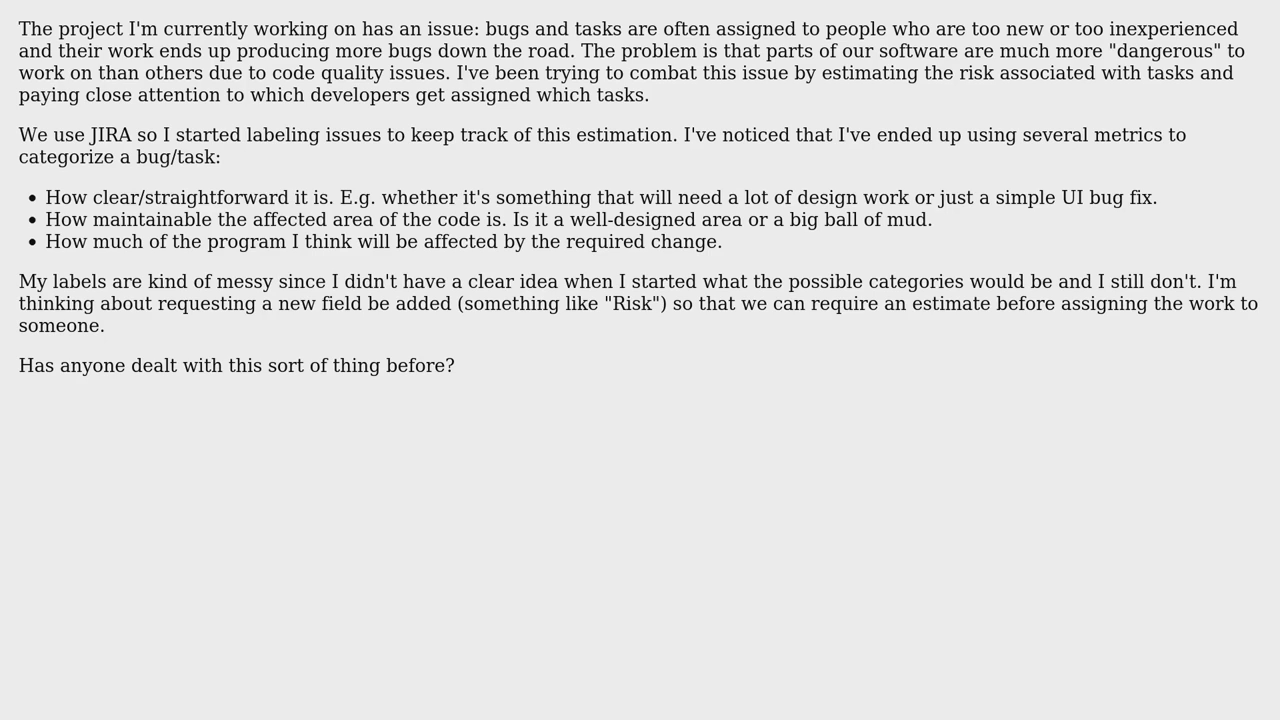 The project I'm currently working on has an issue: bugs and tasks are often assigned to people who are too new or too inexperienced
and their work ends up producing more bugs down the road. The problem is that parts of our software are much more "dangerous" to
work on than others due to code quality issues. I've been trying to combat this issue by estimating the risk associated with tasks and
paying close attention to which developers get assigned which tasks.
We use JIRA so I started labeling issues to keep track of this estimation. I've noticed that I've ended up using several metrics to
categorize a bug/task:
• How clear/straightforward it is. E.g. whether it's something that will need a lot of design work or just a simple UI bug fix.
• How maintainable the affected area of the code is. Is it a well-designed area or a big ball of mud.
• How much of the program I think will be affected by the required change.
My labels are kind of messy since I didn't have a clear idea when I started what the possible categories would be and I still don't. I'm
thinking about requesting a new field be added (something like "Risk") so that we can require an estimate before assigning the work to
someone.
Has anyone dealt with this sort of thing before?